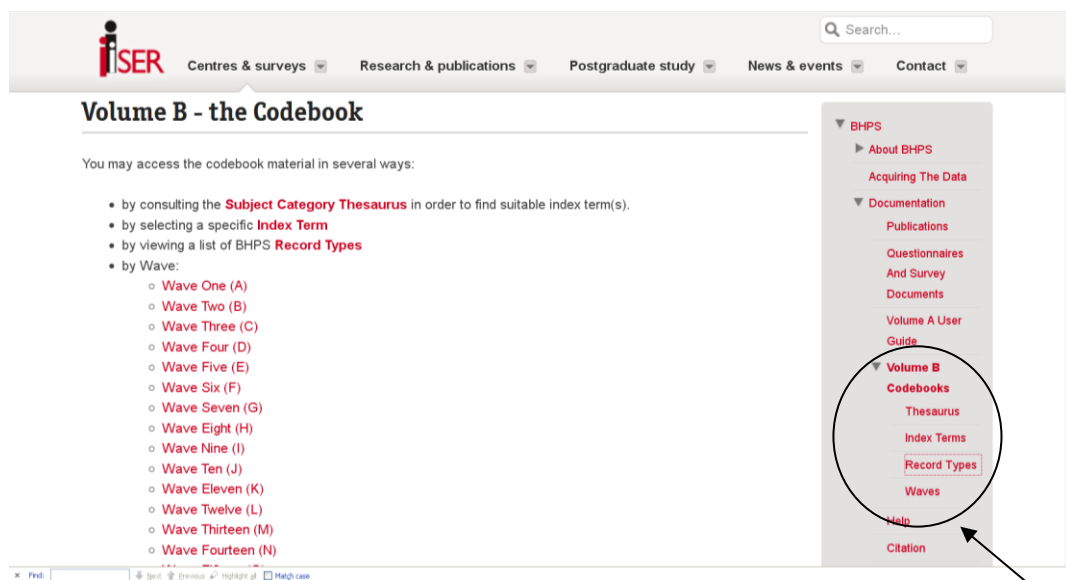 Search...
iSER
Centres & surveys
Research & publications
Postgraduate study
News & events
Contact
Volume B - the Codebook
You may access the codebook material in several ways:
• by consulting the Subject Category Thesaurus in order to find suitable index term(s).
• by selecting a specific Index Term
• by viewing a list of BHPS Record Types
• by Wave:
○ Wave One (A)
○ Wave Two (B)
○ Wave Three (C)
○ Wave Four (D)
○ Wave Five (E)
○ Wave Six (F)
○ Wave Seven (G)
○ Wave Eight (H)
○ Wave Nine (I)
○ Wave Ten (J)
○ Wave Eleven (K)
○ Wave Twelve (L)
○ Wave Thirteen (M)
○ Wave Fourteen (N)
BHPS
About BHPS
Acquiring The Data
Documentation
Publications
Questionnaires
And Survey
Documents
Volume A User
Guide
Volume B
Codebooks
Thesaurus
Index Terms
Record Types
Waves
Help
Citation
× Find: Next Previous Highlight all Match case